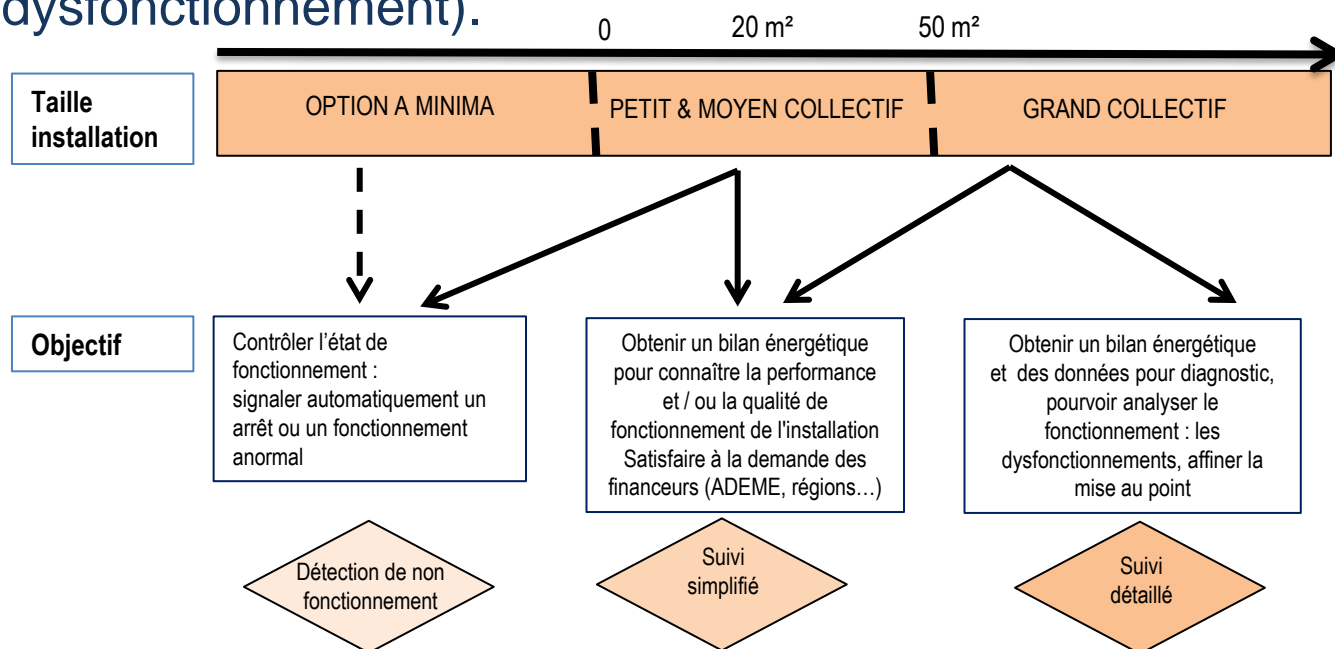 dysfonctionnement).
0 20 m² 50 m²
Taille
installation
OPTION A MINIMA
PETIT & MOYEN COLLECTIF
GRAND COLLECTIF
Objectif
Contrôler l’état de
fonctionnement :
signaler automatiquement un
arrêt ou un fonctionnement
anormal
Obtenir un bilan énergétique
pour connaître la performance
et / ou la qualité de
fonctionnement de l'installation
Satisfaire à la demande des
financeurs (ADEME, régions…)
Obtenir un bilan énergétique
et des données pour diagnostic,
pourvoir analyser le
fonctionnement : les
dysfonctionnements, affiner la
mise au point
Détection de non
fonctionnement
Suivi
simplifié
Suivi
détaillé